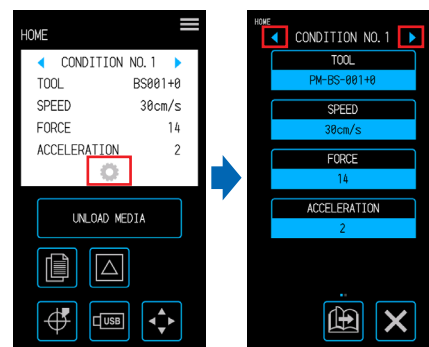 HOME
CONDITION NO.1
TOOL BS001+0
SPEED 30cm/s
FORCE 14
ACCELERATION 2
UNLOAD MEDIA
USB
HOME
CONDITION NO.1
TOOL
PM-BS-001+0
SPEED
30cm/s
FORCE
14
ACCELERATION
2